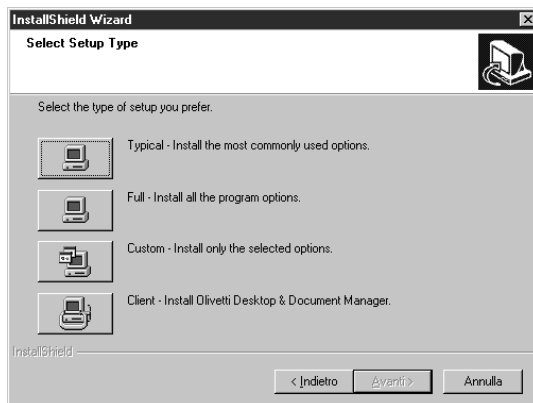 InstallShield Wizard
Select Setup Type
Select the type of setup you prefer.
Typical - Install the most commonly used options.
Full - Install all the program options.
Custom - Install only the selected options.
Client - Install Olivetti Desktop & Document Manager.
InstallShield
< Indietro
Avanti >
Annulla